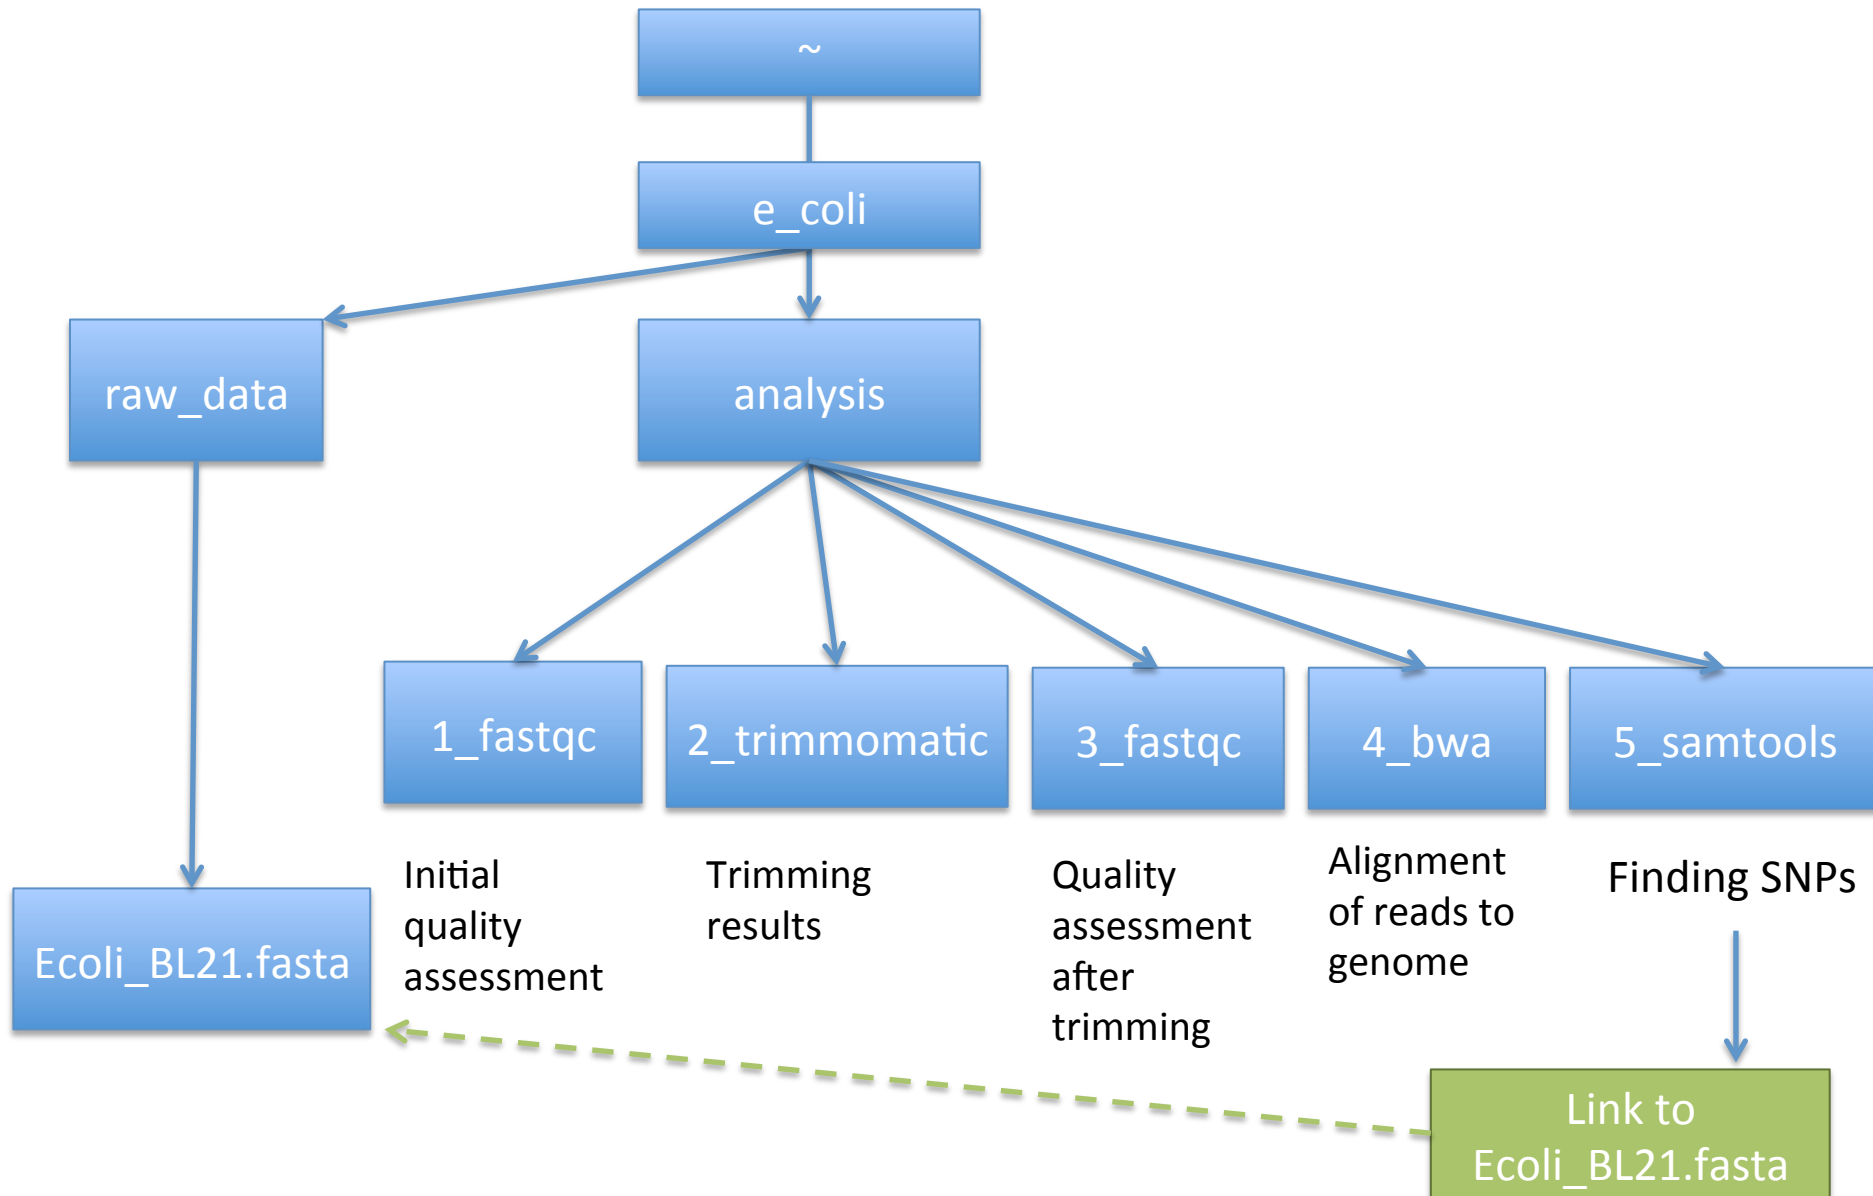 ~
e_coli
raw_data
analysis
1_fastqc
2_trimmomatic
3_fastqc
4_bwa
5_samtools
Initial
quality
assessment
Trimming
results
Quality
assessment
after
trimming
Alignment
of reads to
genome
Finding SNPs
Ecoli_BL21.fasta
Link to
Ecoli_BL21.fasta